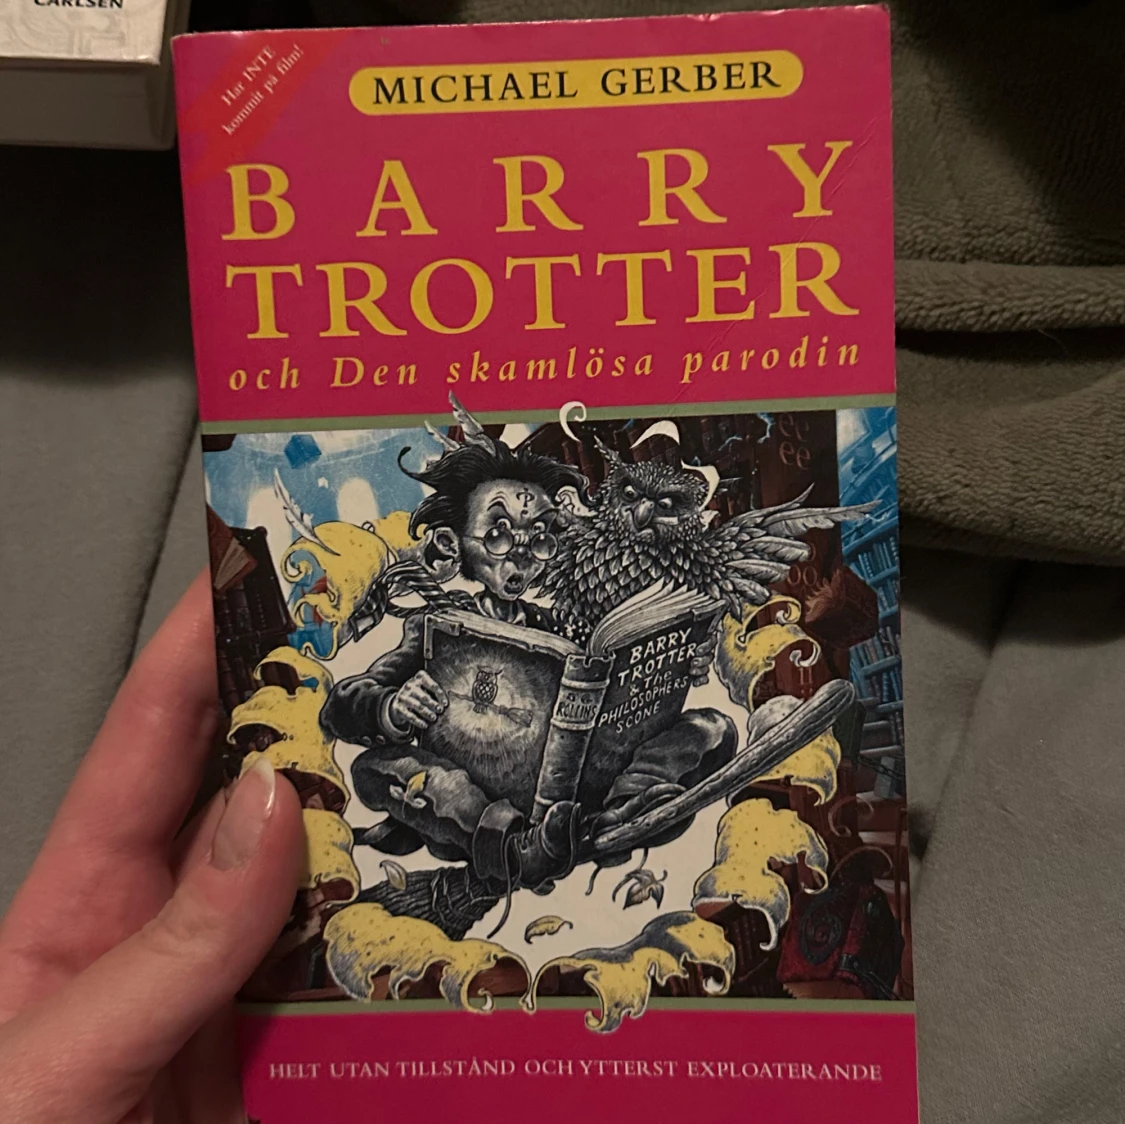 CARLSEN
Har INTE
kommit på film!
MICHAEL GERBER
BARRY
TROTTER
och Den skamlösa parodin
BARRY
TROTTER
& The
PHILOSOPHERS
SCONE
ROLLINS
HELT UTAN TILLSTÅND OCH YTTERST EXPLOATERANDE